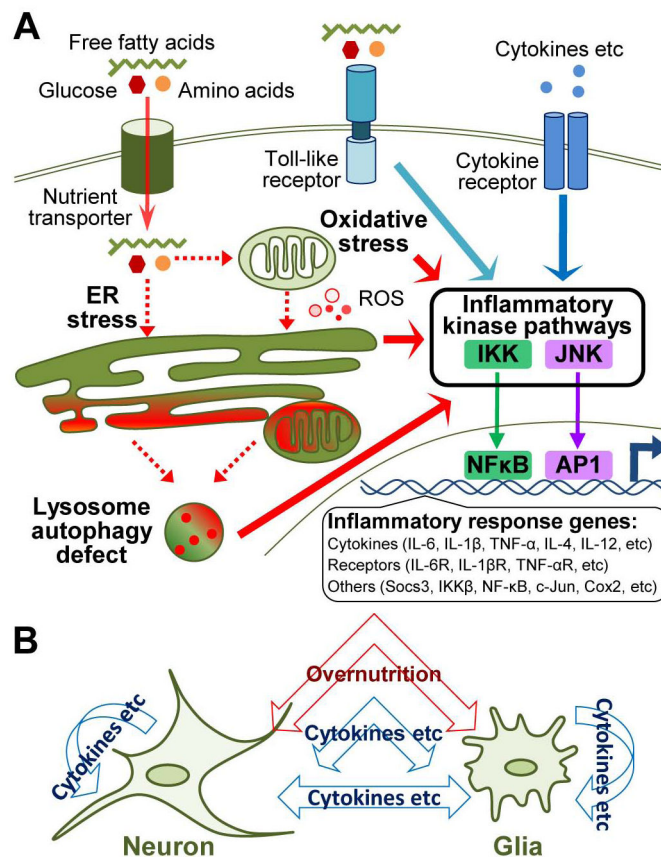 A
Free fatty acids
Glucose
Amino acids
Cytokines etc
Toll-like
receptor
Cytokine
receptor
Nutrient
transporter
Oxidative
stress
ER
stress
ROS
Inflammatory
kinase pathways
IKK
JNK
NFκB
AP1
Lysosome
autophagy
defect
Inflammatory response genes:
Cytokines (IL-6, IL-1β, TNF-α, IL-4, IL-12, etc)
Receptors (IL-6R, IL-1βR, TNF-αR, etc)
Others (Socs3, IKKβ, NF-κB, c-Jun, Cox2, etc)
B
Overnutrition
Cytokines etc
Cytokines etc
Cytokines etc
Cytokines etc
Neuron
Glia